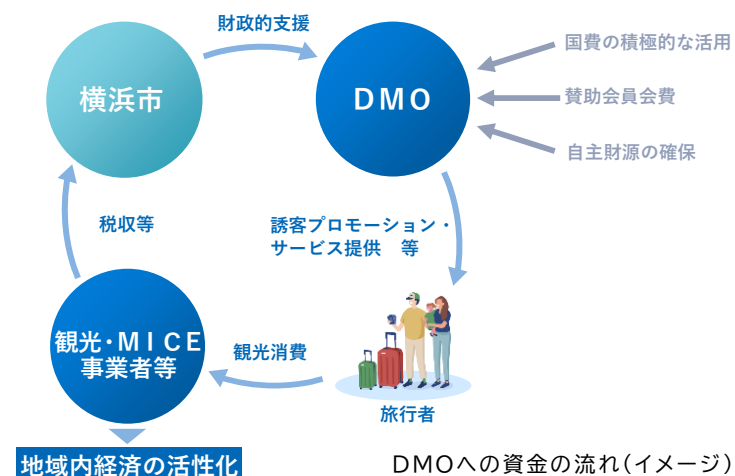 財政的支援
横浜市
DMO
国費の積極的な活用
賛助会員会費
自主財源の確保
税収等
誘客プロモーション・
サービス提供　等
観光・ＭＩＣＥ
事業者等
観光消費
旅行者
地域内経済の活性化
DMOへの資金の流れ(イメージ)